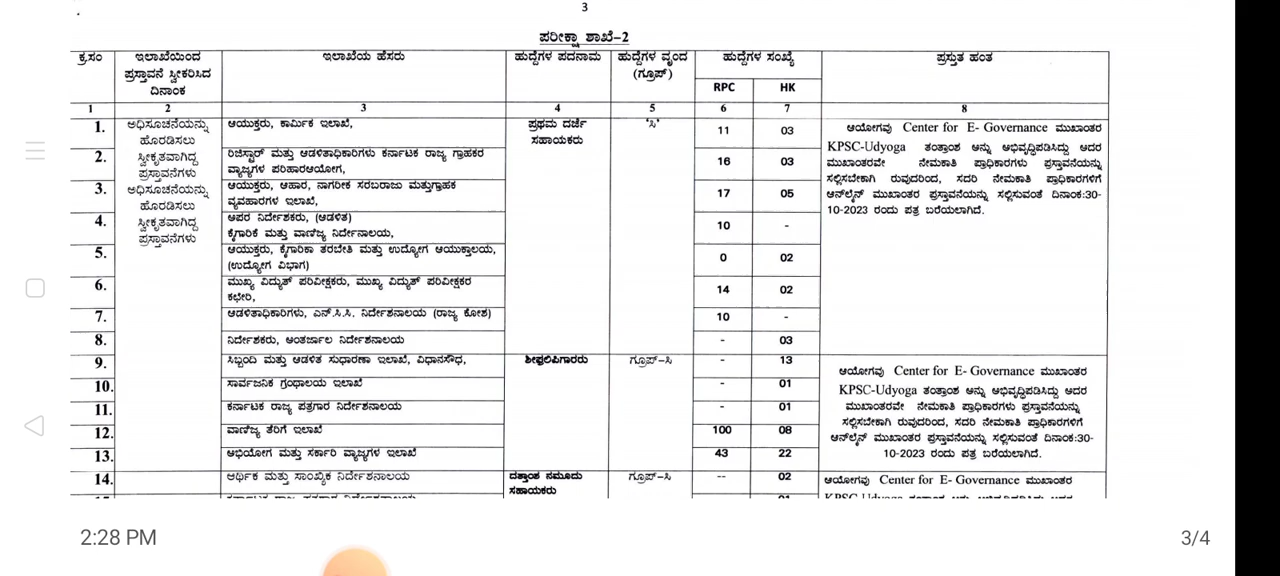 3
ಪರೀಕ್ಷಾ ಶಾಖೆ-2
ಕ್ರ.ಸಂ ಇಲಾಖೆಯಿಂದ ಪ್ರಸ್ತಾವನೆ ಸ್ವೀಕರಿಸಿದ ದಿನಾಂಕ ಇಲಾಖೆಯ ಹೆಸರು ಹುದ್ದೆಗಳ ಪದನಾಮ ಹುದ್ದೆಗಳ ವೃಂದ (ಗ್ರೂಪ್) ಹುದ್ದೆಗಳ ಸಂಖ್ಯೆ ಪ್ರಸ್ತುತ ಹಂತ
RPC HK
1 2 3 4 5 6 7 8
ಅಧಿಸೂಚನೆಯನ್ನು
ಹೊರಡಿಸಲು
ಸ್ವೀಕೃತವಾಗಿದ್ದ
ಪ್ರಸ್ತಾವನೆಗಳು
ಅಧಿಸೂಚನೆಯನ್ನು
ಹೊರಡಿಸಲು
ಸ್ವೀಕೃತವಾಗಿದ್ದ
ಪ್ರಸ್ತಾವನೆಗಳು
1. ಆಯುಕ್ತರು, ಕಾರ್ಮಿಕ ಇಲಾಖೆ, ಪ್ರಥಮ ದರ್ಜೆ ಸಹಾಯಕರು 'ಸಿ' 11 03
2. ರಿಜಿಸ್ಟ್ರಾರ್ ಮತ್ತು ಆಡಳಿತಾಧಿಕಾರಿಗಳು ಕರ್ನಾಟಕ ರಾಜ್ಯ ಗ್ರಾಹಕರ
ವ್ಯಾಜ್ಯಗಳ ಪರಿಹಾರಆಯೋಗ, 16 03
3. ಆಯುಕ್ತರು, ಆಹಾರ, ನಾಗರೀಕ ಸರಬರಾಜು ಮತ್ತುಗ್ರಾಹಕ
ವ್ಯವಹಾರಗಳ ಇಲಾಖೆ, 17 05
4. ಅಪರ ನಿರ್ದೇಶಕರು, (ಆಡಳಿತ)
ಕೈಗಾರಿಕೆ ಮತ್ತು ವಾಣಿಜ್ಯ ನಿರ್ದೇನಾಲಯ, 10 -
5. ಆಯುಕ್ತರು, ಕೈಗಾರಿಕಾ ತರಬೇತಿ ಮತ್ತು ಉದ್ಯೋಗ ಆಯುಕ್ತಾಲಯ,
(ಉದ್ಯೋಗ ವಿಭಾಗ) 0 02
6. ಮುಖ್ಯ ವಿದ್ಯುತ್ ಪರಿವೀಕ್ಷಕರು, ಮುಖ್ಯ ವಿದ್ಯುತ್ ಪರಿವೀಕ್ಷಕರ
ಕಛೇರಿ, 14 02
7. ಆಡಳಿತಾಧಿಕಾರಿಗಳು, ಎನ್.ಸಿ.ಸಿ. ನಿರ್ದೇಶನಾಲಯ (ರಾಜ್ಯ ಕೋಶ) 10 -
8. ನಿರ್ದೇಶಕರು, ಅಂತರ್ಜಾಲ ನಿರ್ದೇಶನಾಲಯ - 03
ಆಯೋಗವು Center for E- Governance ಮುಖಾಂತರ
KPSC-Udyoga ತಂತ್ರಾಂಶ ಅನ್ನು ಅಭಿವೃದ್ಧಿಪಡಿಸಿದ್ದು ಅದರ
ಮುಖಾಂತರವೇ ನೇಮಕಾತಿ ಪ್ರಾಧಿಕಾರಗಳು ಪ್ರಸ್ತಾವನೆಯನ್ನು
ಸಲ್ಲಿಸಬೇಕಾಗಿ ರುವುದರಿಂದ, ಸದರಿ ನೇಮಕಾತಿ ಪ್ರಾಧಿಕಾರಗಳಿಗೆ
ಆನ್‌ಲೈನ್ ಮುಖಾಂತರ ಪ್ರಸ್ತಾವನೆಯನ್ನು ಸಲ್ಲಿಸುವಂತೆ ದಿನಾಂಕ:30-
10-2023 ರಂದು ಪತ್ರ ಬರೆಯಲಾಗಿದೆ.
9. ಸಿಬ್ಬಂದಿ ಮತ್ತು ಆಡಳಿತ ಸುಧಾರಣಾ ಇಲಾಖೆ, ವಿಧಾನಸೌಧ, ಶೀಘ್ರಲಿಪಿಗಾರರು ಗ್ರೂಪ್-ಸಿ - 13
10. ಸಾರ್ವಜನಿಕ ಗ್ರಂಥಾಲಯ ಇಲಾಖೆ - 01
11. ಕರ್ನಾಟಕ ರಾಜ್ಯ ಪತ್ರಗಾರ ನಿರ್ದೇಶನಾಲಯ - 01
12. ವಾಣಿಜ್ಯ ತೆರಿಗೆ ಇಲಾಖೆ 100 08
13. ಅಭಿಯೋಗ ಮತ್ತು ಸರ್ಕಾರಿ ವ್ಯಾಜ್ಯಗಳ ಇಲಾಖೆ 43 22
ಆಯೋಗವು Center for E- Governance ಮುಖಾಂತರ
KPSC-Udyoga ತಂತ್ರಾಂಶ ಅನ್ನು ಅಭಿವೃದ್ಧಿಪಡಿಸಿದ್ದು ಅದರ
ಮುಖಾಂತರವೇ ನೇಮಕಾತಿ ಪ್ರಾಧಿಕಾರಗಳು ಪ್ರಸ್ತಾವನೆಯನ್ನು
ಸಲ್ಲಿಸಬೇಕಾಗಿ ರುವುದರಿಂದ, ಸದರಿ ನೇಮಕಾತಿ ಪ್ರಾಧಿಕಾರಗಳಿಗೆ
ಆನ್‌ಲೈನ್ ಮುಖಾಂತರ ಪ್ರಸ್ತಾವನೆಯನ್ನು ಸಲ್ಲಿಸುವಂತೆ ದಿನಾಂಕ:30-
10-2023 ರಂದು ಪತ್ರ ಬರೆಯಲಾಗಿದೆ.
14. ಆರ್ಥಿಕ ಮತ್ತು ಸಾಂಖ್ಯಿಕ ನಿರ್ದೇಶನಾಲಯ ದತ್ತಾಂಶ ನಮೂದು ಸಹಾಯಕರು ಗ್ರೂಪ್-ಸಿ -- 02 ಆಯೋಗವು Center for E- Governance ಮುಖಾಂತರ
2:28 PM
3/4